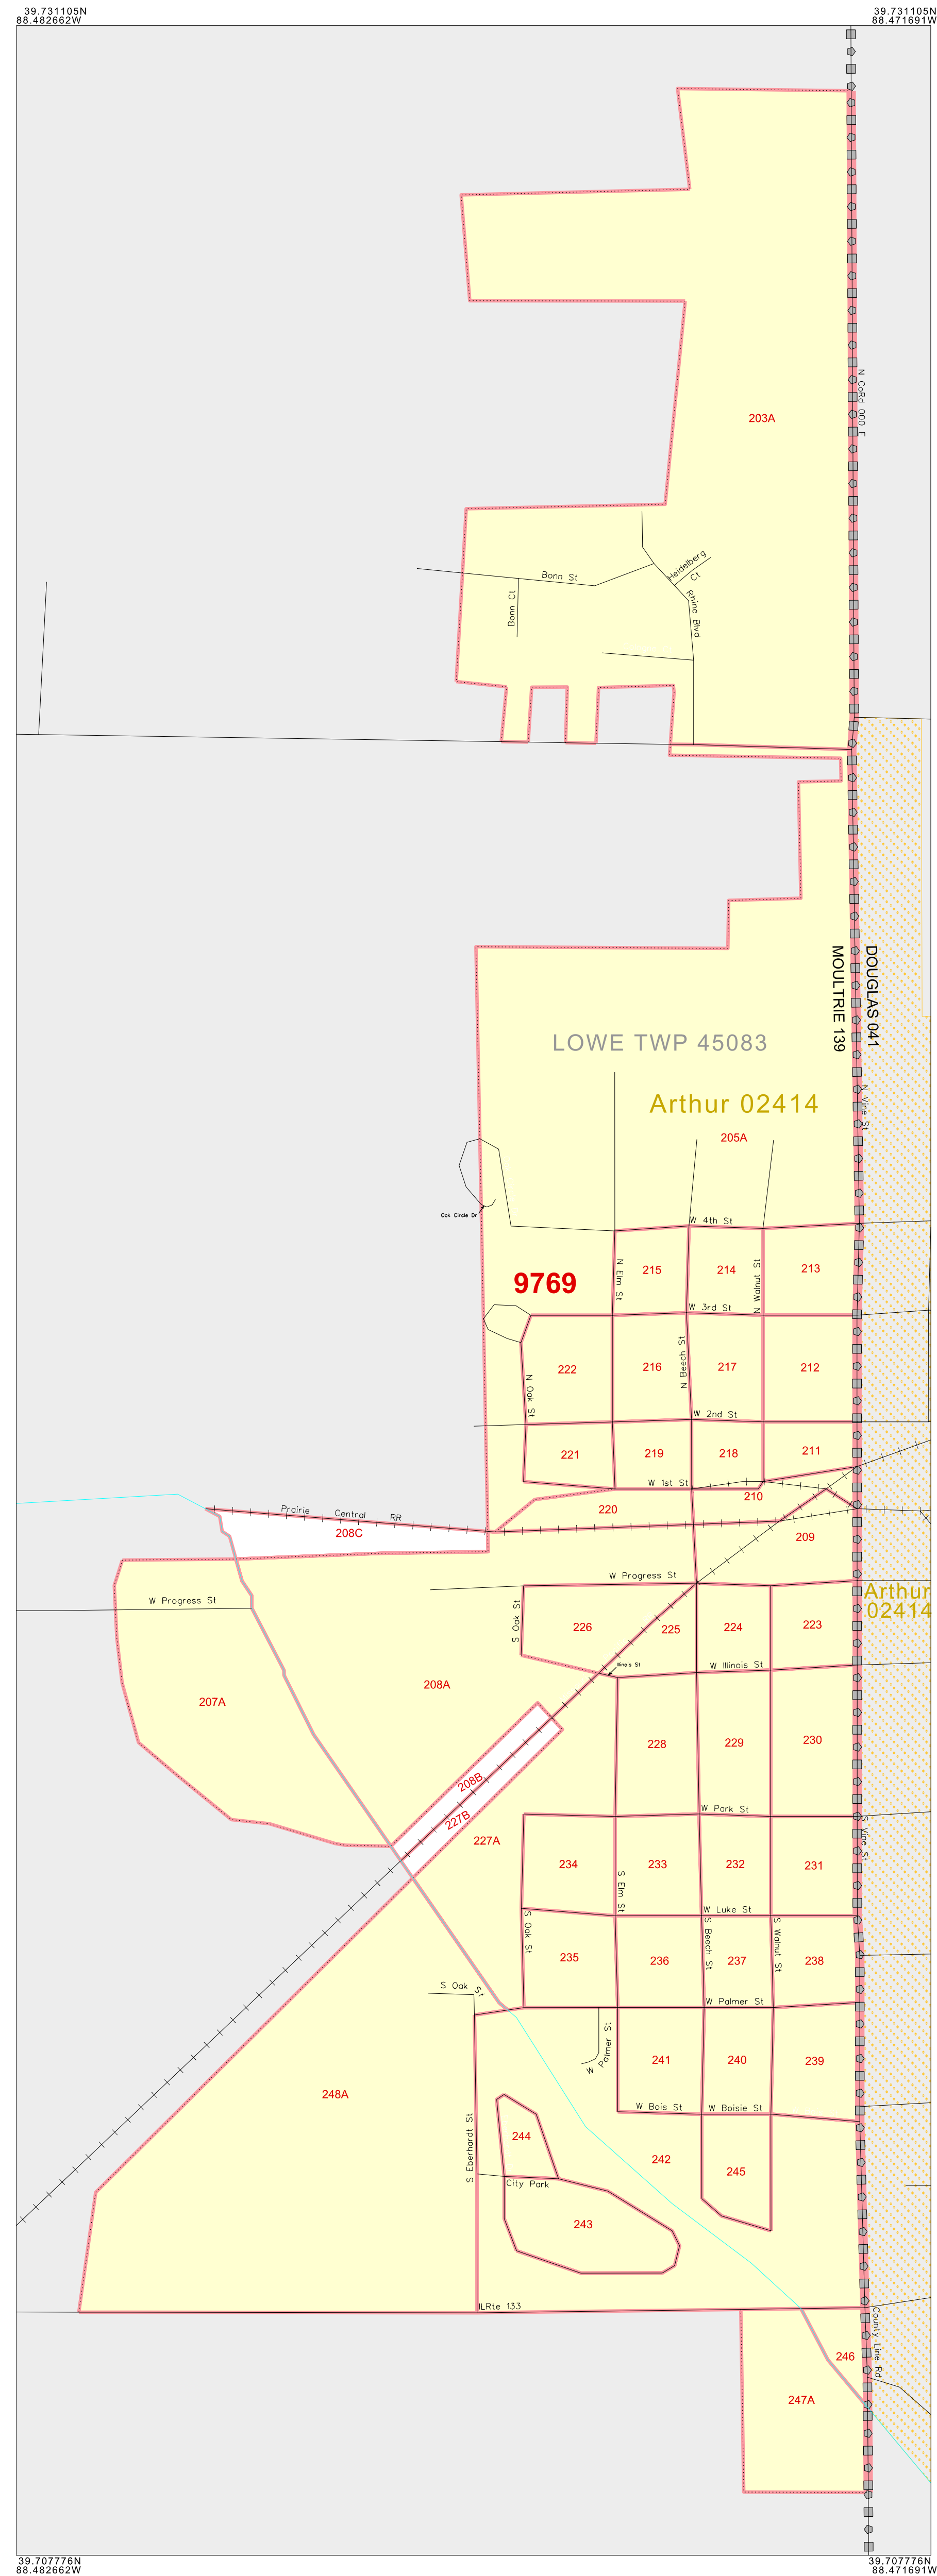 39.731105N
88.482662W
39.731105N
88.471691W
N CoRd 000 E
203A
Heidelberg
Ct
Bonn St
Bonn Ct
Rhine Blvd
DOUGLAS 041
MOULTRIE 139
LOWE TWP 45083
Arthur 02414
N Vine St
205A
Oak Circle Dr
W 4th St
9769
N Elm St
215
214
N Walnut St
213
W 3rd St
222
216
N Beech St
217
212
N Oak St
W 2nd St
221
219
218
211
W 1st St
210
220
Prairie Central RR
208C
209
W Progress St
Arthur
02414
W Progress St
S Oak St
226
225
224
223
Illinois St
W Illinois St
208A
207A
228
229
230
208B
227B
W Park St
S Vine St
227A
234
233
232
231
S Elm St
W Luke St
S Oak St
S Beech St
S Walnut St
235
236
237
238
S Oak St
W Palmer St
W Palmer St
241
240
239
248A
W Bois St
W Boisie St
S Eberhardt St
244
242
245
City Park
243
ILRte 133
County Line Rd
246
247A
39.707776N
88.482662W
39.707776N
88.471691W